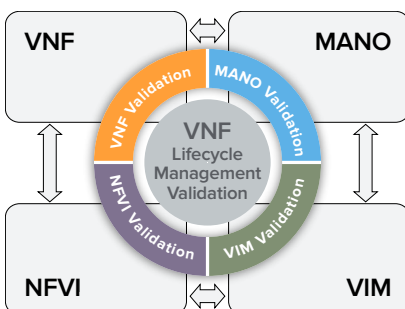 VNF
MANO
VNF Validation
MANO Validation
VNF
Lifecycle
Management
Validation
NFVI Validation
VIM Validation
NFVI
VIM